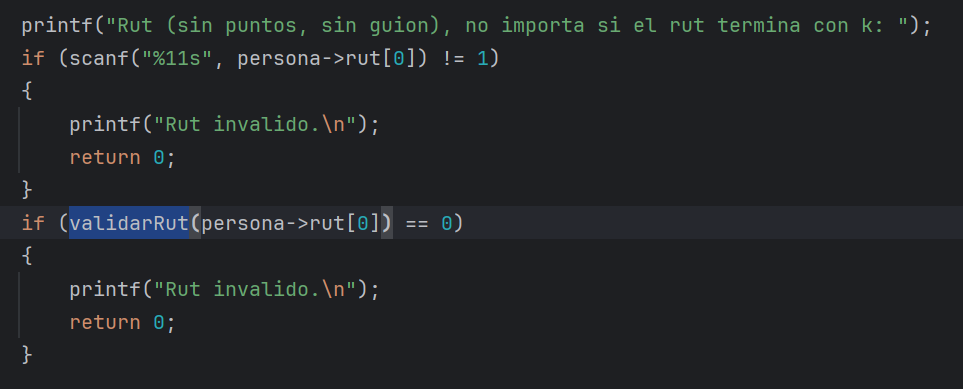 printf("Rut (sin puntos, sin guion), no importa si el rut termina con k: ");
if (scanf("%11s", persona->rut[0]) != 1)
{
    printf("Rut invalido.\n");
    return 0;
}
if (validarRut(persona->rut[0]) == 0)
{
    printf("Rut invalido.\n");
    return 0;
}